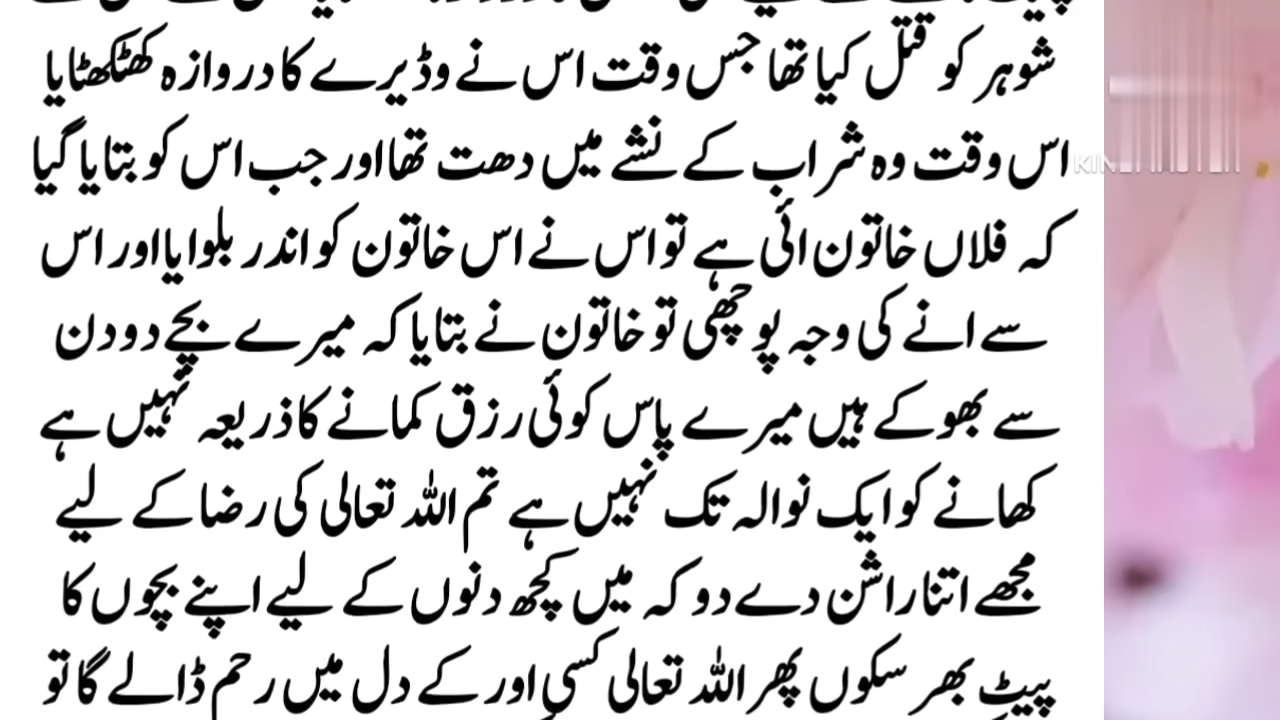 شوہر کو قتل کیا تھا جس وقت اس نے وڈیرے کا دروازہ کھٹکھٹایا
اس وقت وہ شراب کے نشے میں دھت تھا اور جب اس کو بتایا گیا
کہ فلاں خاتون ائی ہے تو اس نے اس خاتون کو اندر بلوایا اور اس
سے انے کی وجہ پوچھی تو خاتون نے بتایا کہ میرے بچے دو دن
سے بھوکے ہیں میرے پاس کوئی رزق کمانے کا ذریعہ نہیں ہے
کھانے کو ایک نوالہ تک نہیں ہے تم اللہ تعالی کی رضا کے لیے
مجھے اتنا راشن دے دو کہ میں کچھ دنوں کے لیے اپنے بچوں کا
پیٹ بھر سکوں پھر اللہ تعالی کسی اور کے دل میں رحم ڈالے گا تو
KINEMASTER